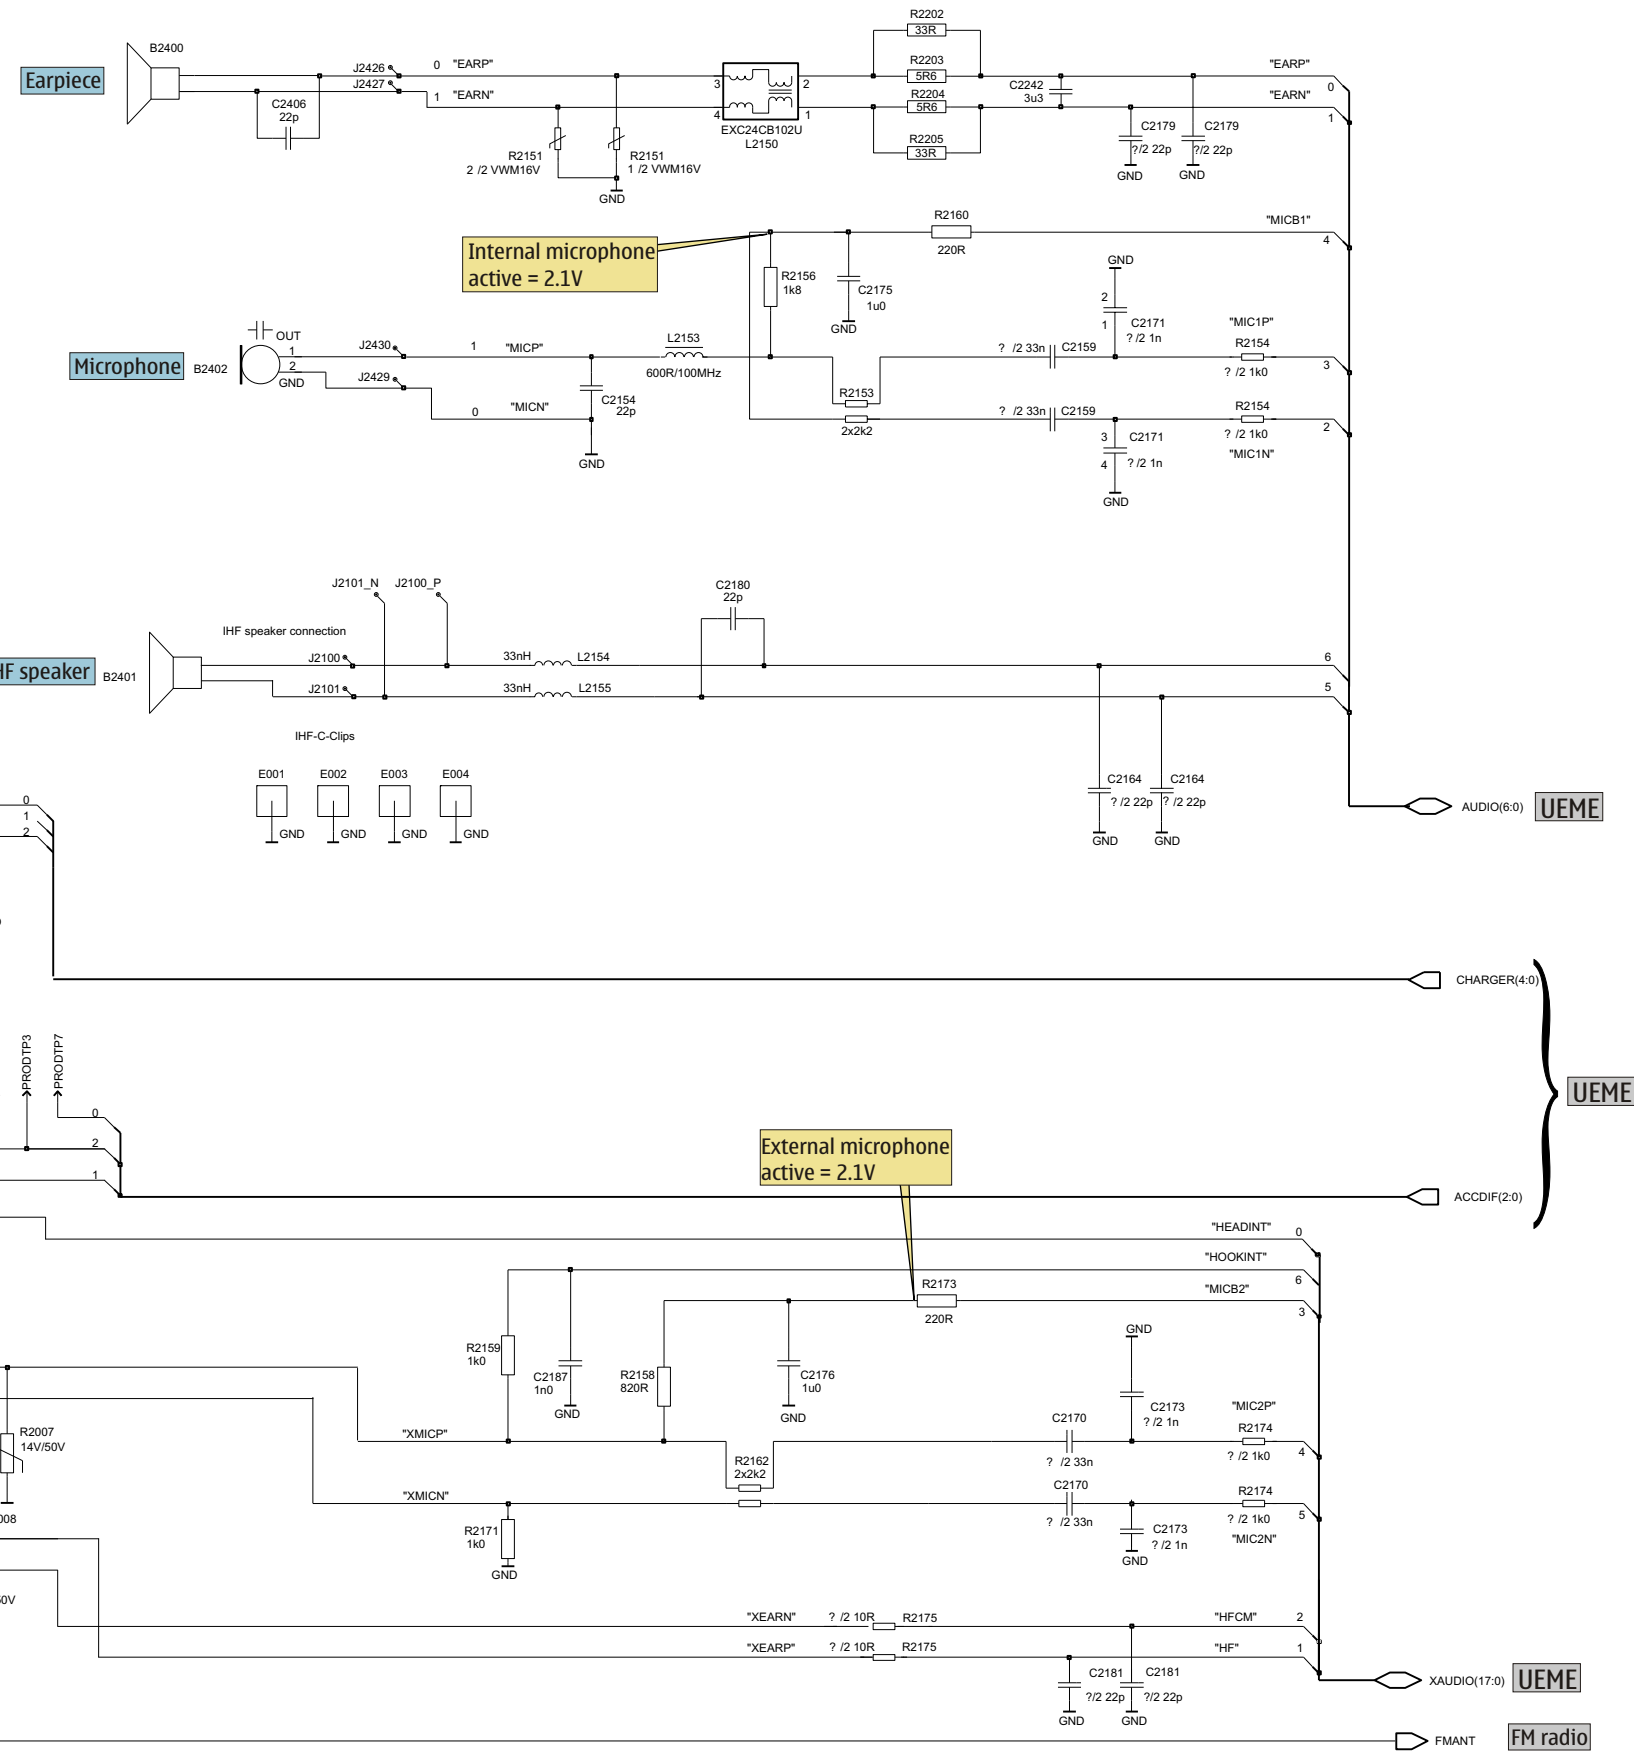 R2202
33R
B2400
Earpiece
J2426
0 "EARP"
J2427
1 "EARN"
C2406
22p
3
2
4
1
EXC24CB102U
L2150
R2151
2 /2 VWM16V
R2151
1 /2 VWM16V
GND
R2203
5R6
R2204
5R6
R2205
33R
C2242
3u3
"EARP"
0
"EARN"
1
C2179
?/2 22p
GND
C2179
?/2 22p
GND
Internal microphone
active = 2.1V
R2160
220R
"MICB1"
4
R2156
1k8
C2175
1u0
GND
GND
2
1
C2171
? /2 1n
"MIC1P"
R2154
? /2 1k0
3
Microphone
B2402
OUT
1
2
GND
J2430
1 "MICP"
J2429
0 "MICN"
C2154
22p
GND
L2153
600R/100MHz
R2153
2x2k2
? /2 33n C2159
? /2 33n C2159
3
4
C2171
? /2 1n
GND
R2154
? /2 1k0
"MIC1N"
2
J2101_N J2100_P
C2180
22p
IHF speaker connection
HF speaker
B2401
J2100
33nH L2154
6
J2101
33nH L2155
5
IHF-C-Clips
E001 E002 E003 E004
GND GND GND GND
C2164
? /2 22p
GND
C2164
? /2 22p
GND
AUDIO(6:0)
UEME
0
1
2
CHARGER(4:0)
UEME
PRODTP3
PRODTP7
0
2
1
External microphone
active = 2.1V
ACCDIF(2:0)
"HEADINT" 0
"HOOKINT"
6
"MICB2"
3
R2173
220R
R2159
1k0
C2187
1n0
GND
R2158
820R
C2176
1u0
GND
GND
C2173
? /2 1n
"MIC2P"
R2174
? /2 1k0
4
R2007
14V/50V
008
"XMICP"
R2162
2x2k2
C2170
? /2 33n
"XMICN"
R2171
1k0
GND
C2170
? /2 33n
C2173
? /2 1n
GND
R2174
? /2 1k0
5
"MIC2N"
50V
"XEARN" ? /2 10R R2175 "HFCM" 2
"XEARP" ? /2 10R R2175 "HF" 1
C2181
?/2 22p
GND
C2181
?/2 22p
GND
XAUDIO(17:0)
UEME
FMANT
FM radio